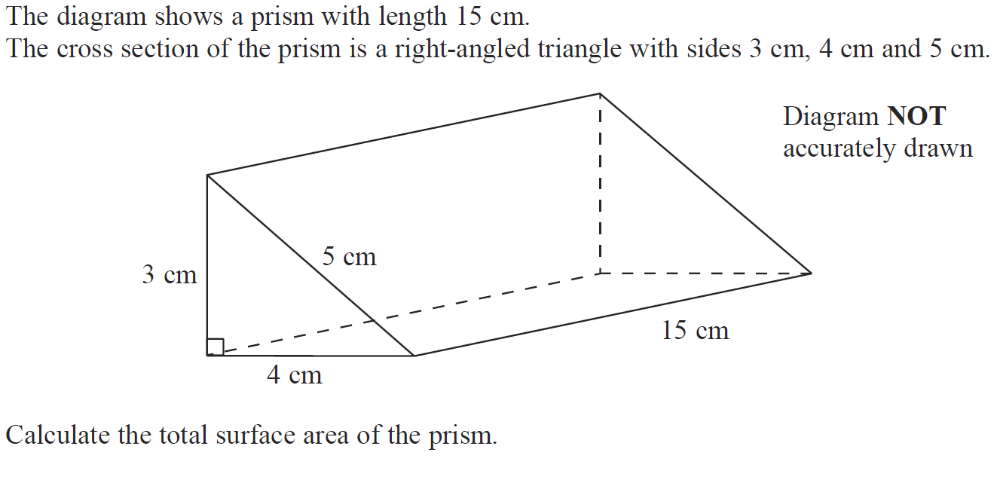 The diagram shows a prism with length 15 cm.
The cross section of the prism is a right-angled triangle with sides 3 cm, 4 cm and 5 cm.
Diagram NOT
accurately drawn
5 cm
3 cm
15 cm
4 cm
Calculate the total surface area of the prism.